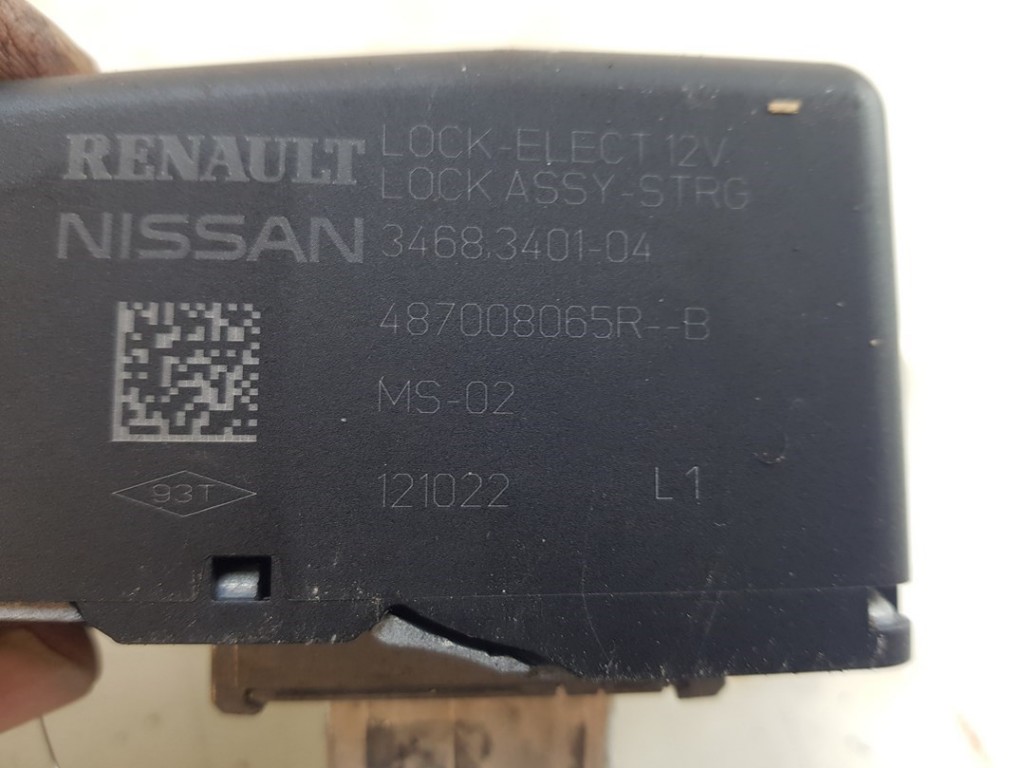 RENAULT LOCK-ELECT 12V
LOCK ASSY-STRG
NISSAN 3468.3401-04
487008065R--B
MS-02
93T 121022 L1